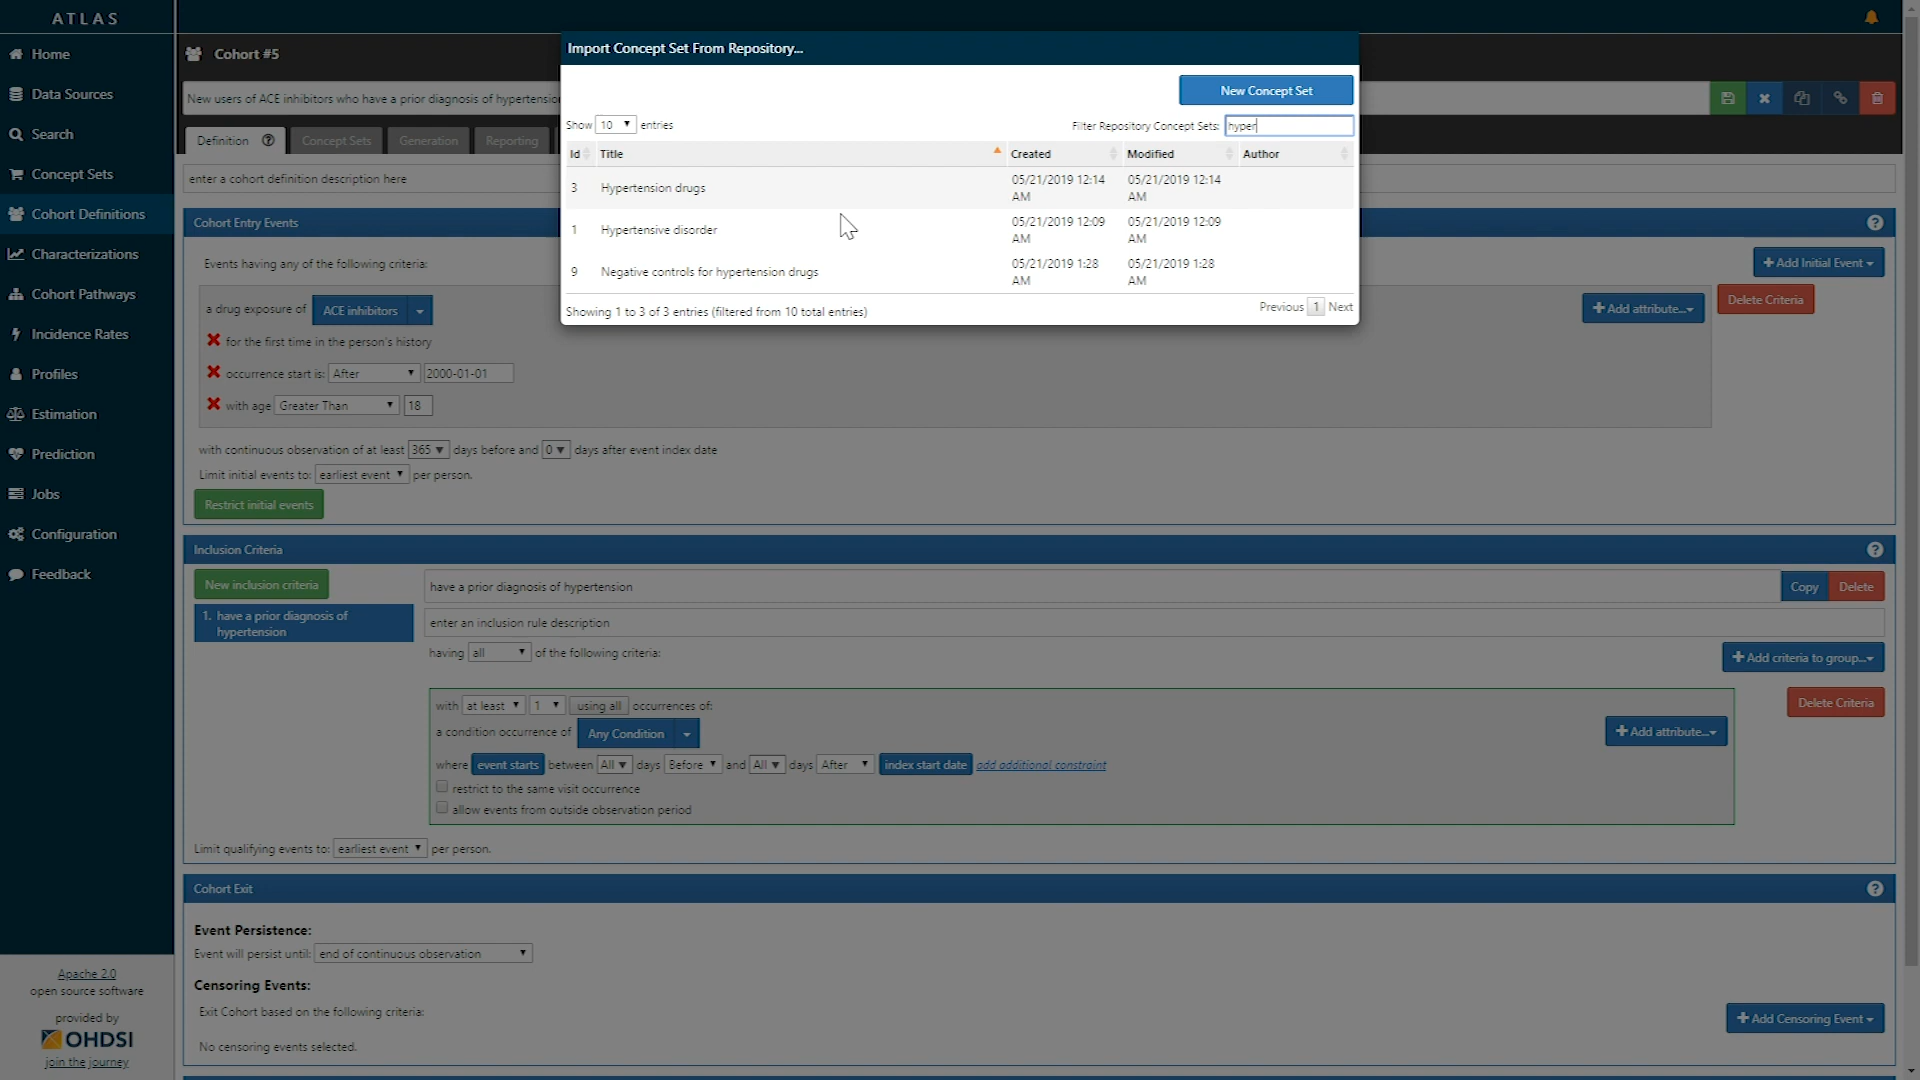 ATLAS
Home
Data Sources
Search
Concept Sets
Cohort Definitions
Characterizations
Cohort Pathways
Incidence Rates
Profiles
Estimation
Prediction
Jobs
Configuration
Feedback
Apache 2.0
open source software
provided by
OHDSI
join the journey
Cohort #5
New users of ACE inhibitors who have a prior diagnosis of hypertension
Definition Concept Sets Generation Reporting
enter a cohort definition description here
Import Concept Set From Repository...
New Concept Set
Show 10 entries Filter Repository Concept Sets: hyper
Id Title Created Modified Author
3 Hypertension drugs 05/21/2019 12:14 AM 05/21/2019 12:14 AM
1 Hypertensive disorder 05/21/2019 12:09 AM 05/21/2019 12:09 AM
9 Negative controls for hypertension drugs 05/21/2019 1:28 AM 05/21/2019 1:28 AM
Showing 1 to 3 of 3 entries (filtered from 10 total entries) Previous 1 Next
Cohort Entry Events ?
Events having any of the following criteria: + Add Initial Event
a drug exposure of ACE inhibitors + Add attribute... Delete Criteria
for the first time in the person's history
occurrence start is: After 2000-01-01
with age Greater Than 18
with continuous observation of at least 365 days before and 0 days after event index date
Limit initial events to: earliest event per person.
Restrict initial events
Inclusion Criteria ?
New inclusion criteria
1. have a prior diagnosis of
hypertension
have a prior diagnosis of hypertension Copy Delete
enter an inclusion rule description
having all of the following criteria: + Add criteria to group...
with at least 1 using all occurrences of: Delete Criteria
a condition occurrence of Any Condition + Add attribute...
where event starts between All days Before and All days After index start date add additional constraint
restrict to the same visit occurrence
allow events from outside observation period
Limit qualifying events to: earliest event per person.
Cohort Exit ?
Event Persistence:
Event will persist until: end of continuous observation
Censoring Events:
Exit Cohort based on the following criteria: + Add Censoring Event
No censoring events selected.